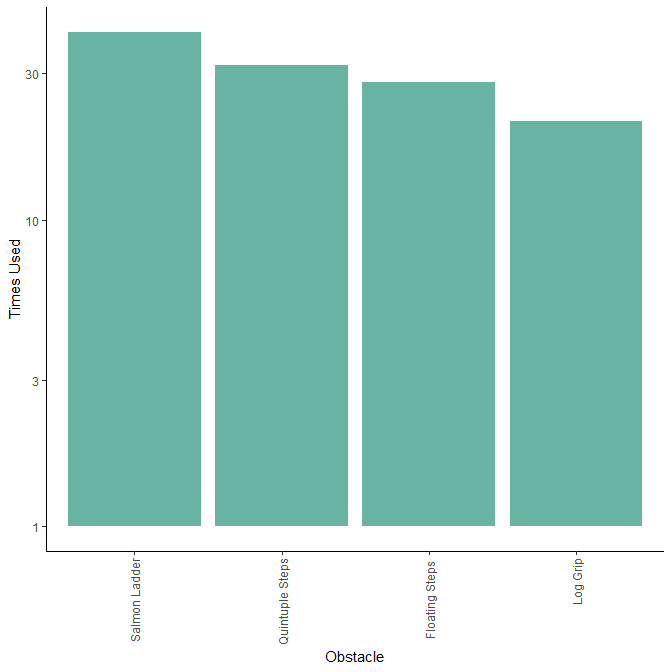 Times Used
30
10
3
1
Salmon Ladder
Quintuple Steps
Floating Steps
Log Grip
Obstacle